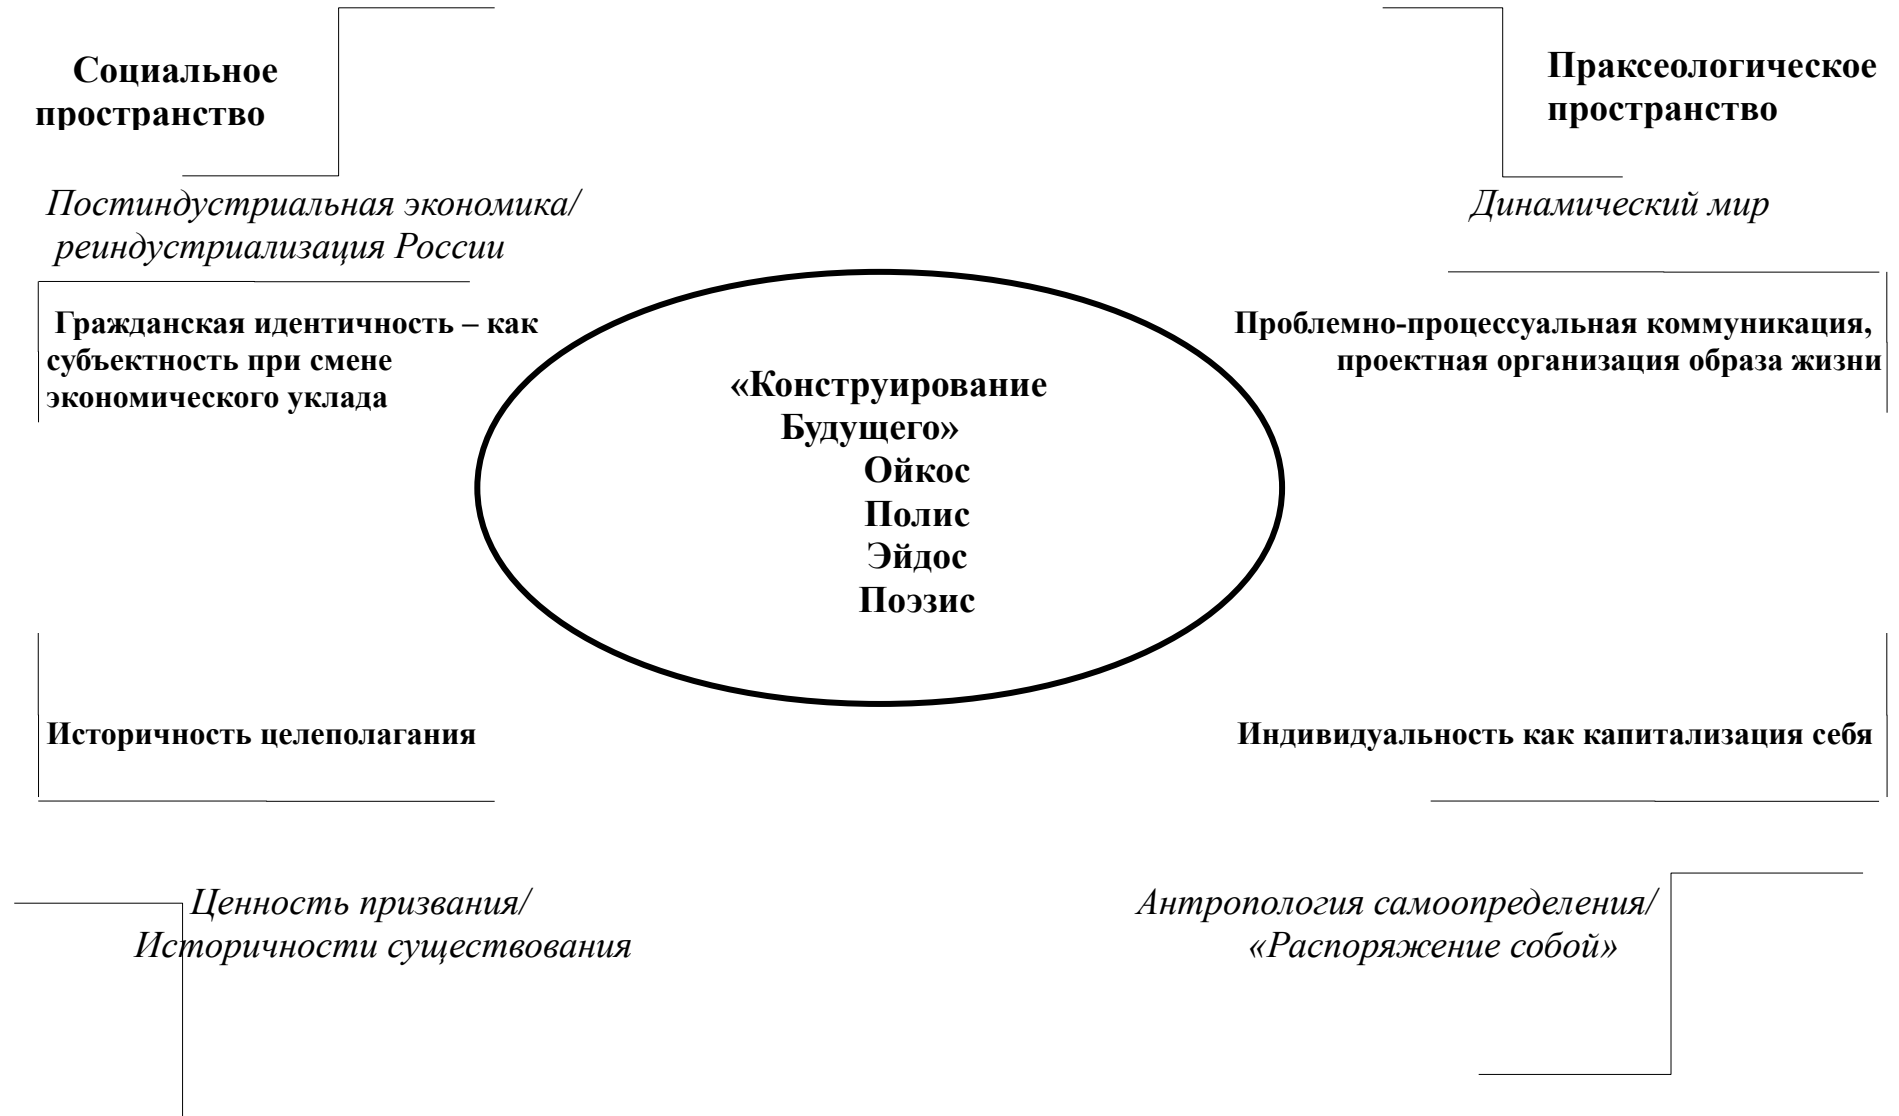 Социальное
пространство
Праксеологическое
пространство
Постиндустриальная экономика/
реиндустриализация России
Динамический мир
Гражданская идентичность – как
субъектность при смене
экономического уклада
Проблемно-процессуальная коммуникация,
проектная организация образа жизни
«Конструирование
Будущего»
Ойкос
Полис
Эйдос
Поэзис
Историчность целеполагания
Индивидуальность как капитализация себя
Ценность призвания/
Историчности существования
Антропология самоопределения/
«Распоряжение собой»